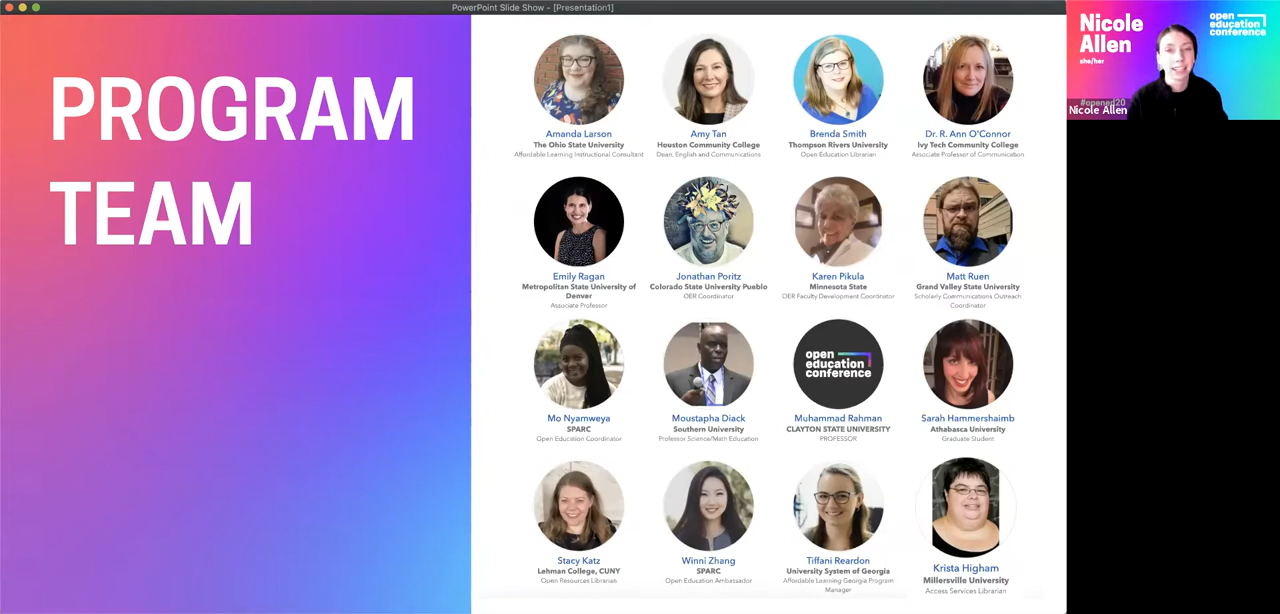 PowerPoint Slide Show - [Presentation1]
PROGRAM
TEAM
Amanda Larson
The Ohio State University
Affordable Learning Instructional Consultant
Amy Tan
Houston Community College
Dean, English and Communications
Brenda Smith
Thompson Rivers University
Open Education Librarian
Dr. R. Ann O'Connor
Ivy Tech Community College
Associate Professor of Communication
Emily Ragan
Metropolitan State University of
Denver
Associate Professor
Jonathan Poritz
Colorado State University Pueblo
OER Coordinator
Karen Pikula
Minnesota State
OER Faculty Development Coordinator
Matt Ruen
Grand Valley State University
Scholarly Communications Outreach
Coordinator
Mo Nyamweya
SPARC
Open Education Coordinator
Moustapha Diack
Southern University
Professor Science/Math Education
open
education
conference
Muhammad Rahman
CLAYTON STATE UNIVERSITY
PROFESSOR
Sarah Hammershaimb
Athabasca University
Graduate Student
Stacy Katz
Lehman College, CUNY
Open Resources Librarian
Winni Zhang
SPARC
Open Education Ambassador
Tiffani Reardon
University System of Georgia
Affordable Learning Georgia Program
Manager
Krista Higham
Millersville University
Access Services Librarian
Nicole
Allen
she/her
open
education
conference
#opened20
Nicole Allen